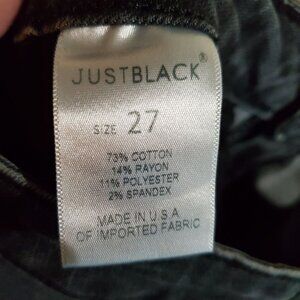 JUSTBLACK®
SIZE 27
73% COTTON
14% RAYON
11% POLYESTER
2% SPANDEX
MADE IN U.S.A
OF IMPORTED FABRIC